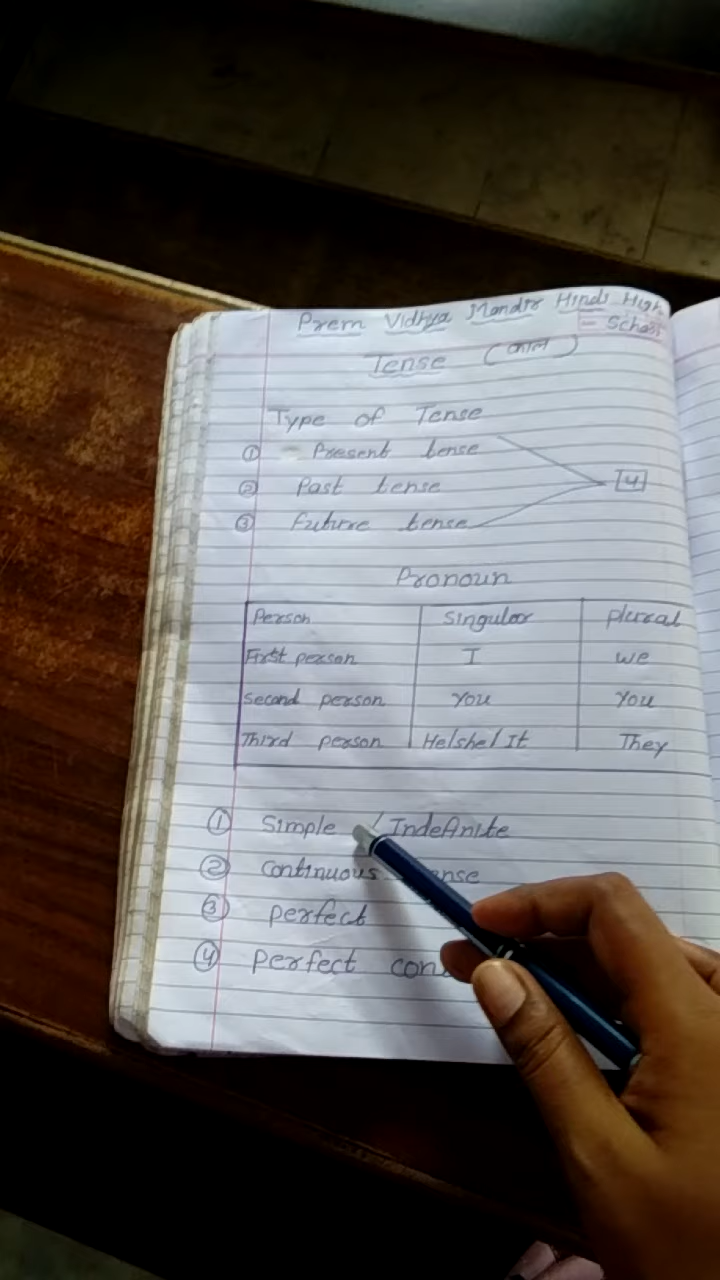 Prem Vidhya Mandir Hindi High
School
Tense (काल)
Type of Tense
① Present tense
② Past tense
③ Future tense
4
Pronoun
Person Singular plural
First person I we
Second person You You
Third person He/she/It They
① Simple / Indefinite
② Continuous
③ perfect
④ perfect